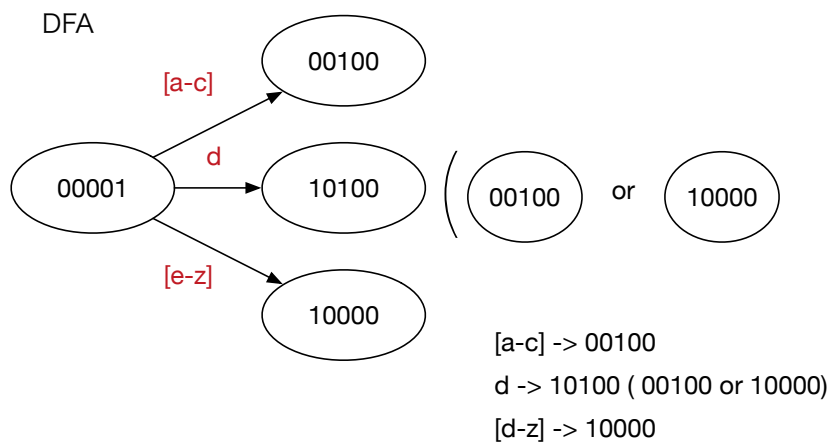 DFA
[a-c]
00100
d
00001
10100
( 00100 or 10000
[e-z]
10000
[a-c] -> 00100
d -> 10100 ( 00100 or 10000)
[d-z] -> 10000